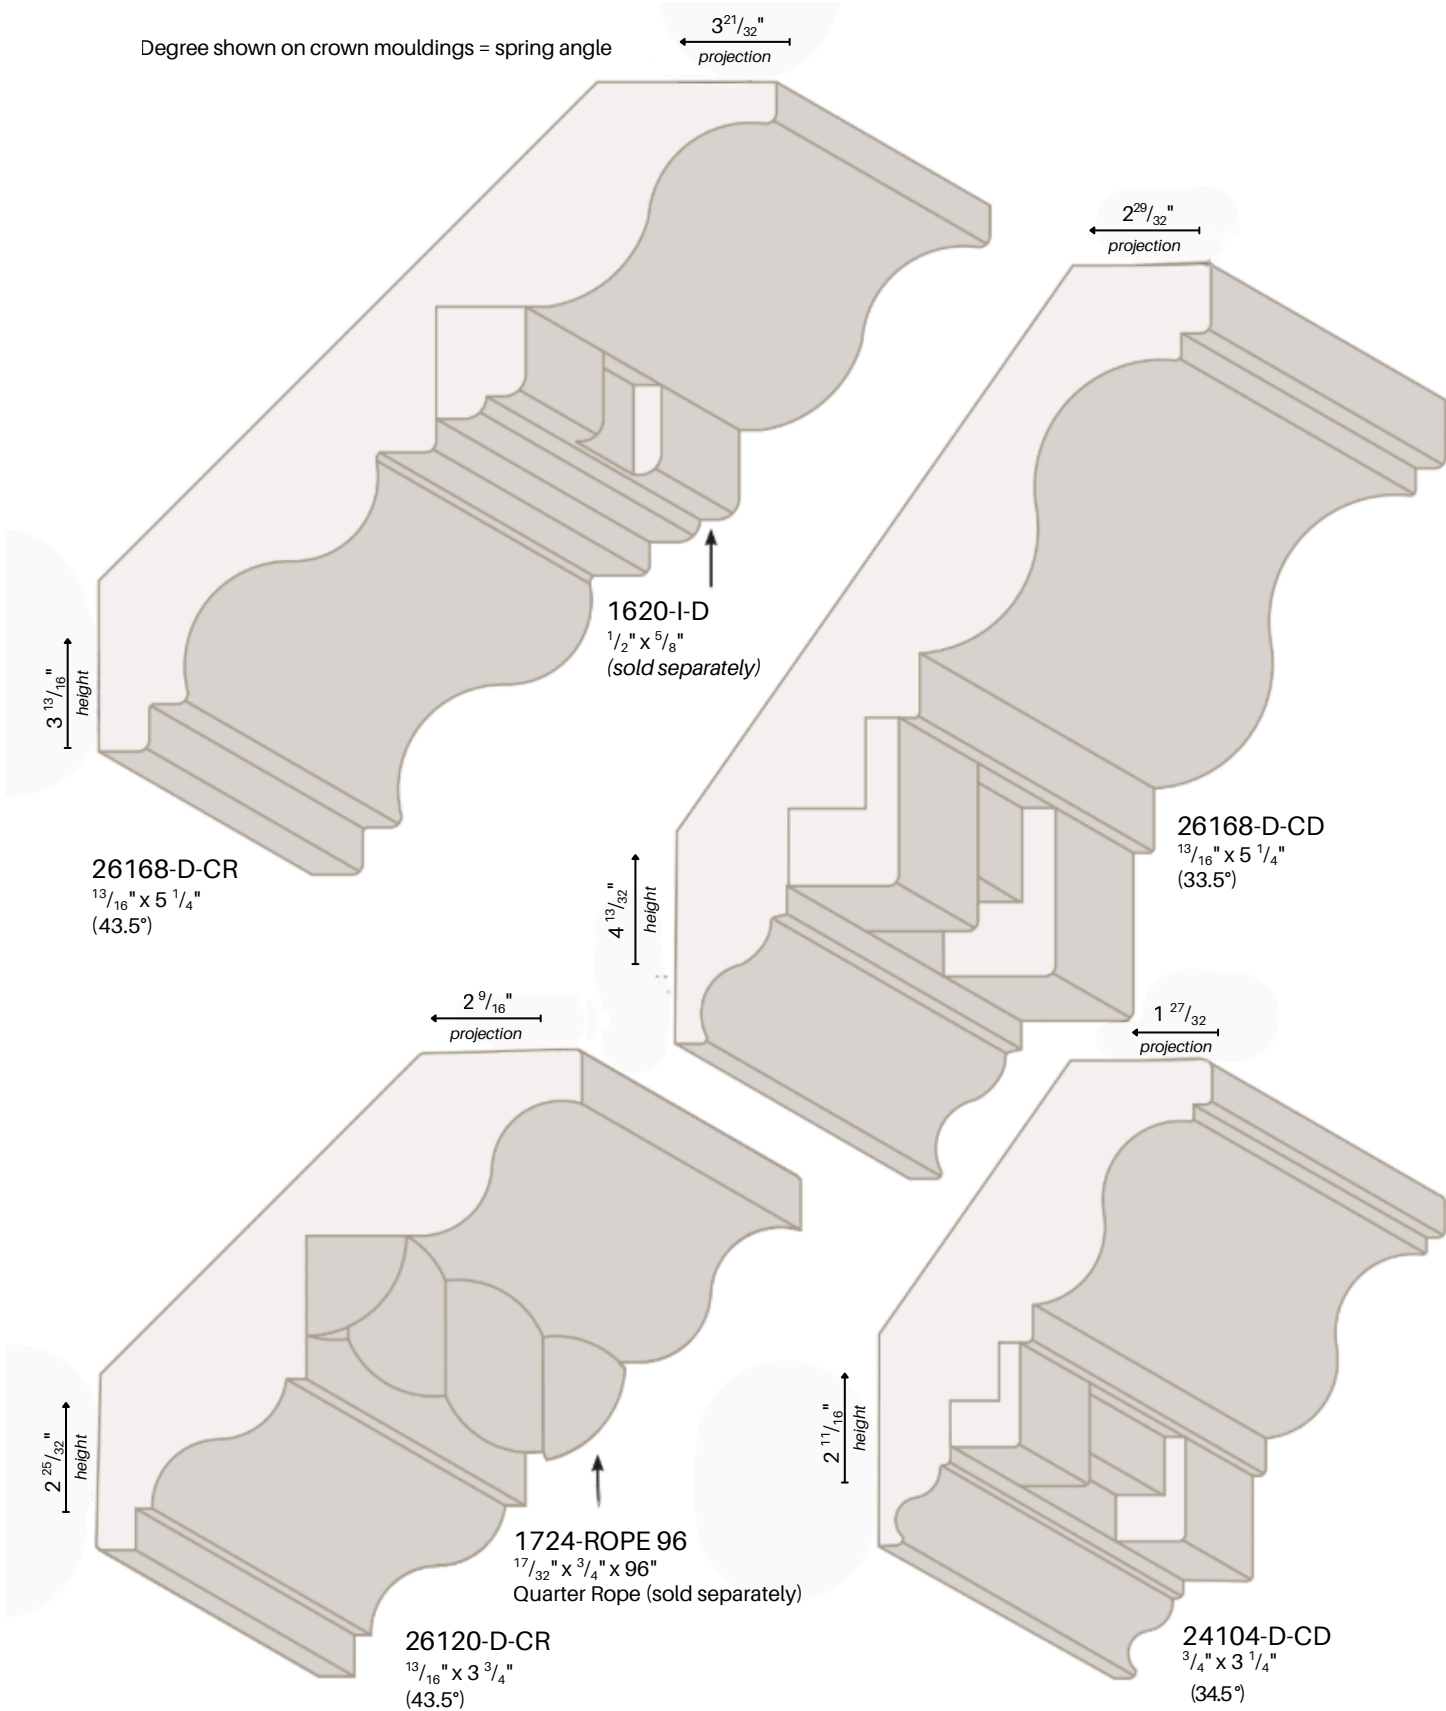 Degree shown on crown mouldings = spring angle
3 21/32"
projection
2 29/32"
projection
1620-I-D
1/2" x 5/8"
(sold separately)
3 13/16"
height
26168-D-CR
13/16" x 5 1/4"
(43.5°)
26168-D-CD
13/16" x 5 1/4"
(33.5°)
4 13/32"
height
2 9/16"
projection
1 27/32
projection
2 25/32"
height
2 11/16"
height
1724-ROPE 96
17/32" x 3/4" x 96"
Quarter Rope (sold separately)
26120-D-CR
13/16" x 3 3/4"
(43.5°)
24104-D-CD
3/4" x 3 1/4"
(34.5°)